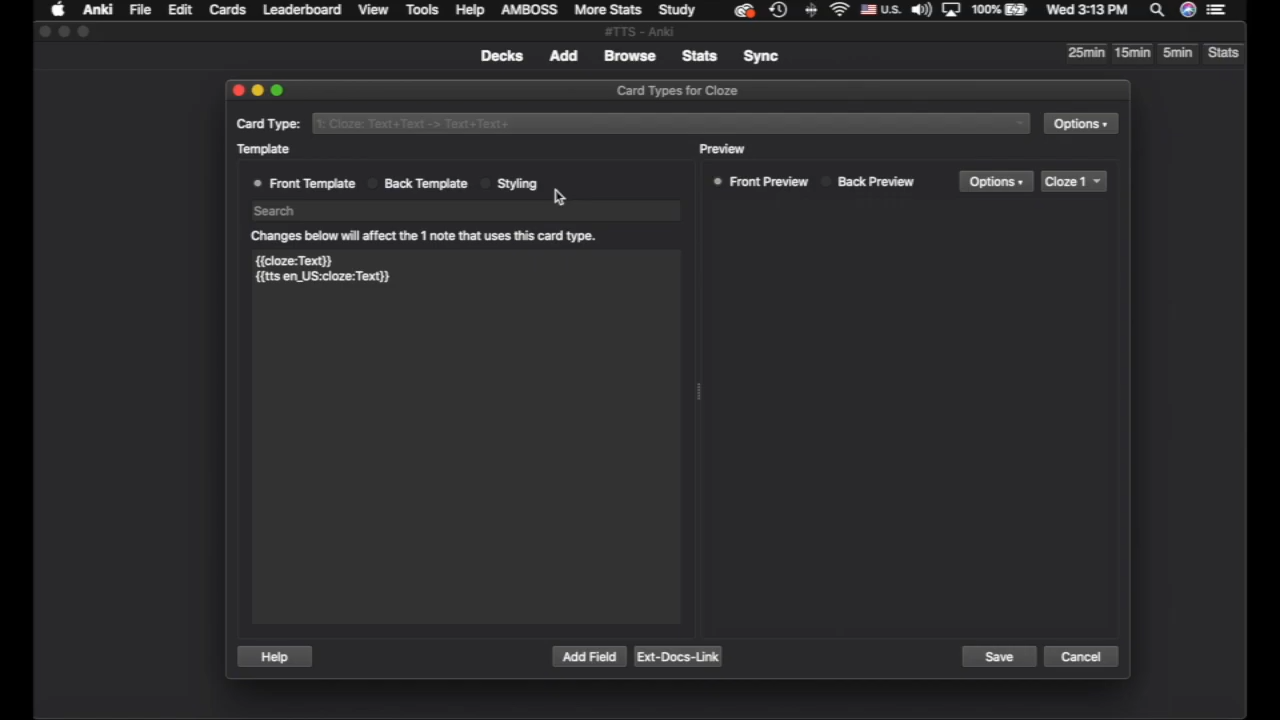 Anki File Edit Cards Leaderboard View Tools Help AMBOSS More Stats Study U.S. 100% Wed 3:13 PM
#TTS - Anki
Decks Add Browse Stats Sync 25min 15min 5min Stats
Card Types for Cloze
Card Type: 1: Cloze: Text+Text -> Text+Text+ Options
Template Preview
Front Template Back Template Styling Front Preview Back Preview Options Cloze 1
Search
Changes below will affect the 1 note that uses this card type.
{{cloze:Text}}
{{tts en_US:cloze:Text}}
Help Add Field Ext-Docs-Link Save Cancel